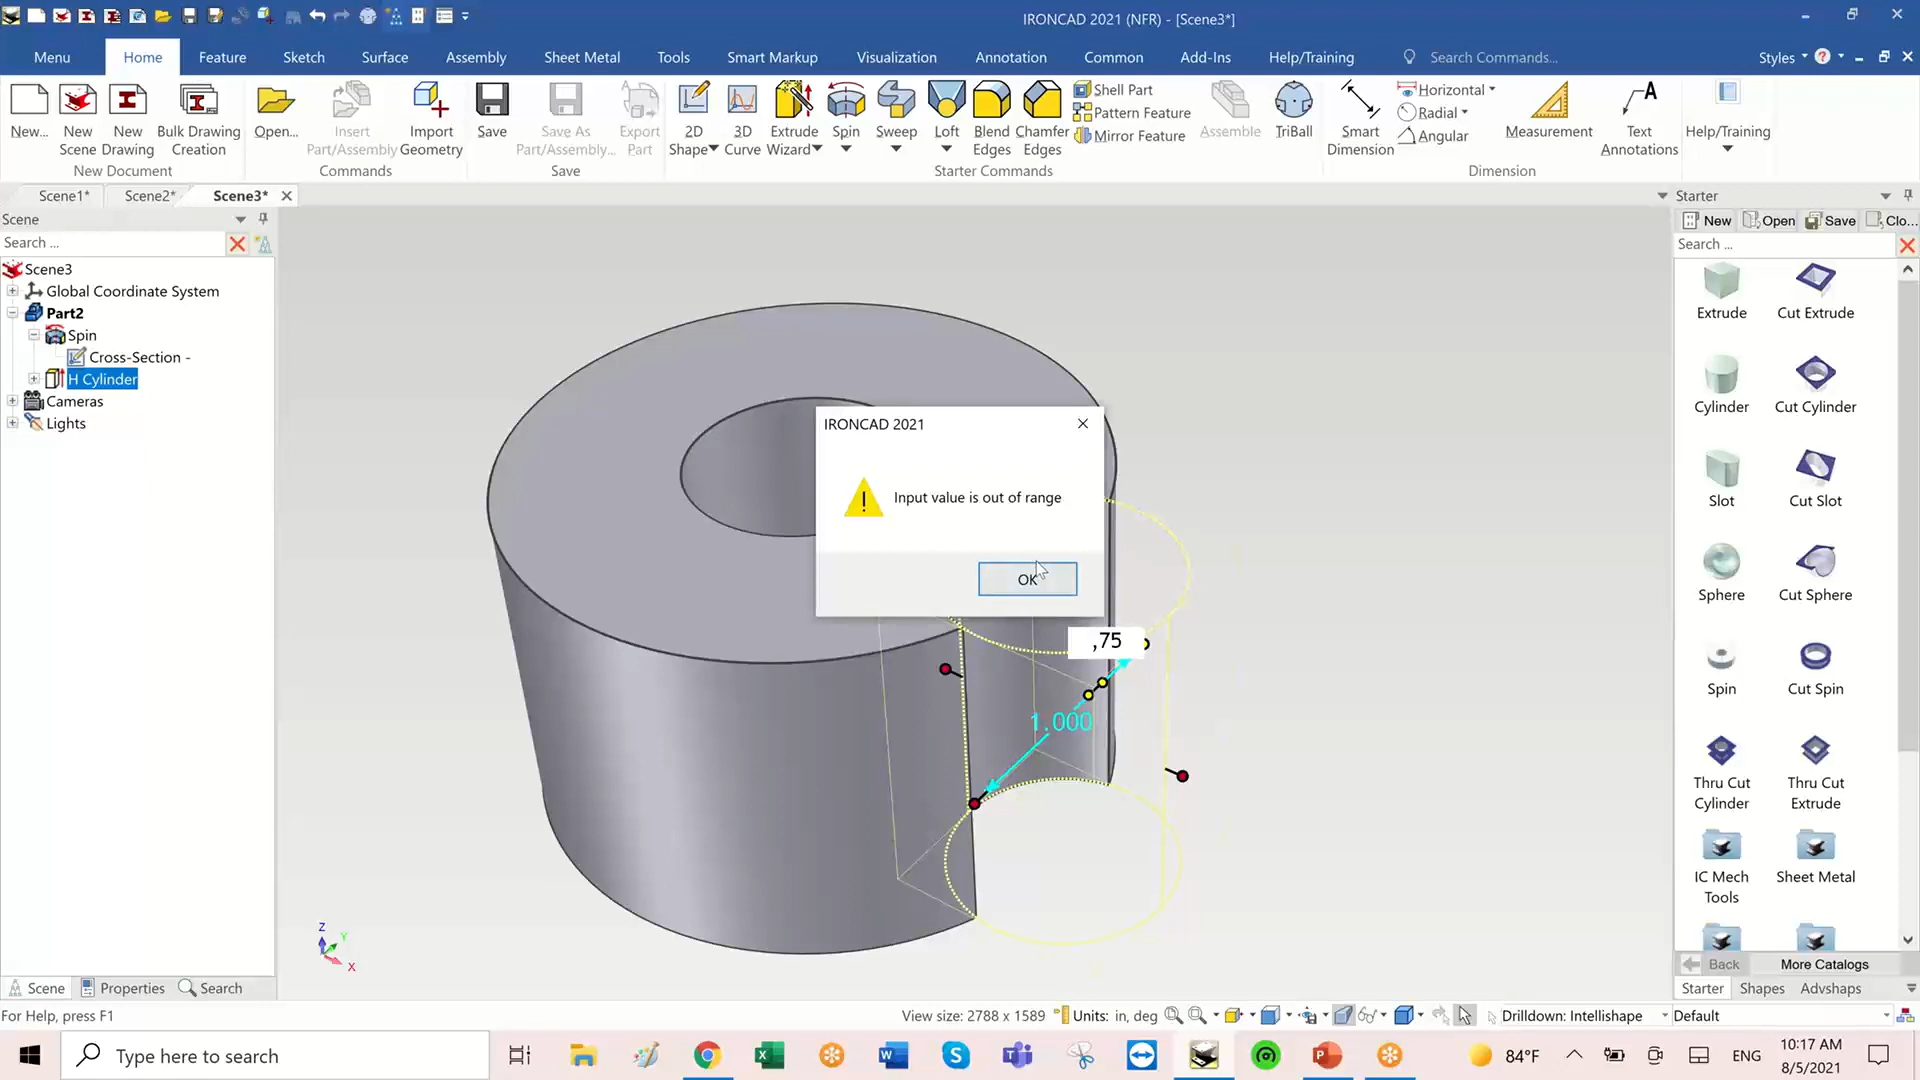 IRONCAD 2021 (NFR) - [Scene3*]
Menu Home Feature Sketch Surface Assembly Sheet Metal Tools Smart Markup Visualization Annotation Common Add-Ins Help/Training Search Commands... Styles
New... New Scene New Drawing Bulk Drawing Creation
New Document
Open... Insert Part/Assembly Import Geometry
Commands
Save Save As Part/Assembly... Export Part
Save
2D Shape 3D Curve Extrude Wizard Spin Sweep Loft Blend Edges Chamfer Edges
Shell Part
Pattern Feature
Mirror Feature
Assemble TriBall
Starter Commands
Smart Dimension
Horizontal
Radial
Angular
Measurement Text Annotations
Dimension
Help/Training
Scene1* Scene2* Scene3*
Scene
Search ...
Scene3
Global Coordinate System
Part2
Spin
Cross-Section -
H Cylinder
Cameras
Lights
IRONCAD 2021
Input value is out of range
OK
,75
1.000
Z
Y
X
Starter
New Open Save Clo...
Search ...
Extrude Cut Extrude
Cylinder Cut Cylinder
Slot Cut Slot
Sphere Cut Sphere
Spin Cut Spin
Thru Cut Cylinder Thru Cut Extrude
IC Mech Tools Sheet Metal
Back More Catalogs
Starter Shapes Advshaps
Scene Properties Search
For Help, press F1
View size: 2788 x 1589 Units: in, deg Drilldown: Intellishape Default
Type here to search
84°F ENG
10:17 AM
8/5/2021